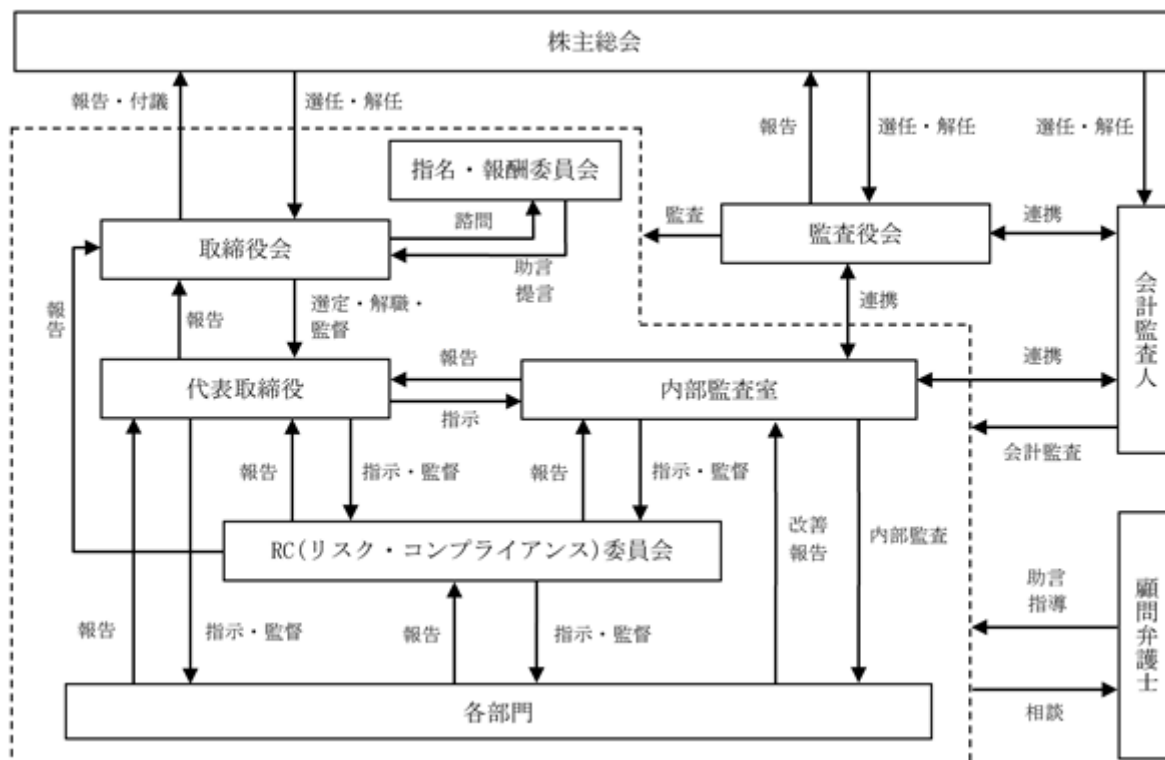 株主総会
報告・付議
選任・解任
報告
選任・解任
選任・解任
指名・報酬委員会
諮問
助言
提言
取締役会
監査
監査役会
連携
会計監査人
報告
報告
選定・解職・
監督
連携
代表取締役
報告
指示
内部監査室
連携
会計監査
報告
指示・監督
報告
指示・監督
改善
報告
内部監査
RC(リスク・コンプライアンス)委員会
助言
指導
顧問弁護士
報告
指示・監督
報告
指示・監督
相談
各部門